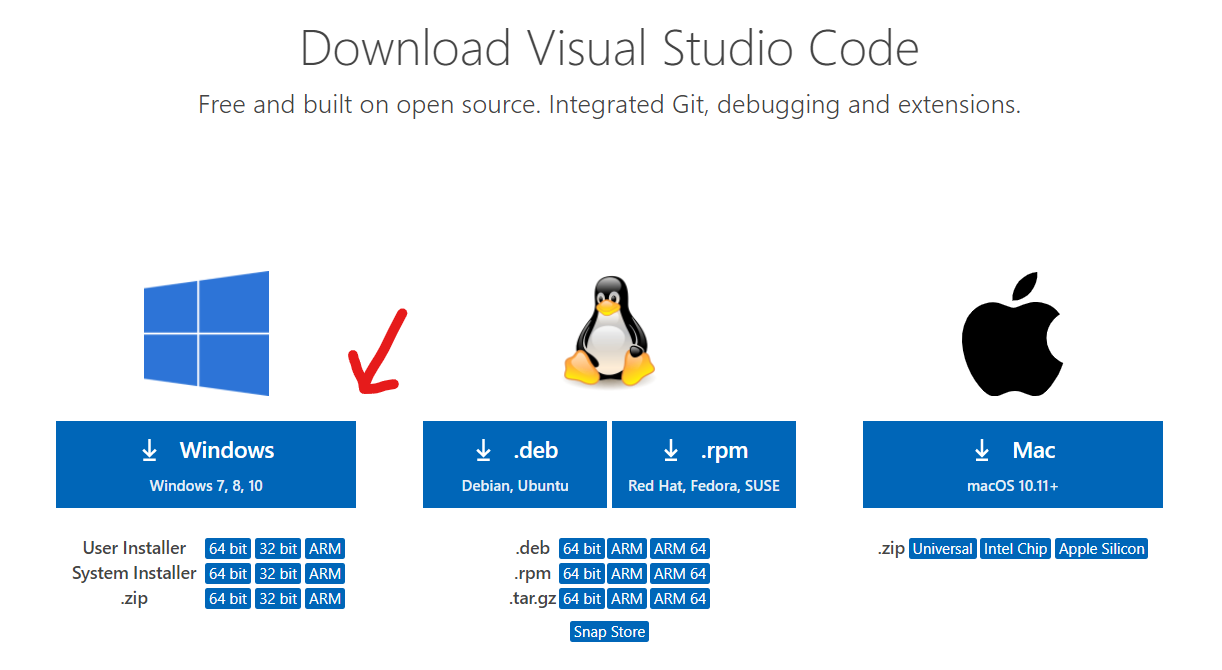 Download Visual Studio Code
Free and built on open source. Integrated Git, debugging and extensions.
Windows
Windows 7, 8, 10
User Installer 64 bit 32 bit ARM
System Installer 64 bit 32 bit ARM
.zip 64 bit 32 bit ARM
.deb
Debian, Ubuntu
.rpm
Red Hat, Fedora, SUSE
.deb 64 bit ARM ARM 64
.rpm 64 bit ARM ARM 64
.tar.gz 64 bit ARM ARM 64
Snap Store
Mac
macOS 10.11+
.zip Universal Intel Chip Apple Silicon